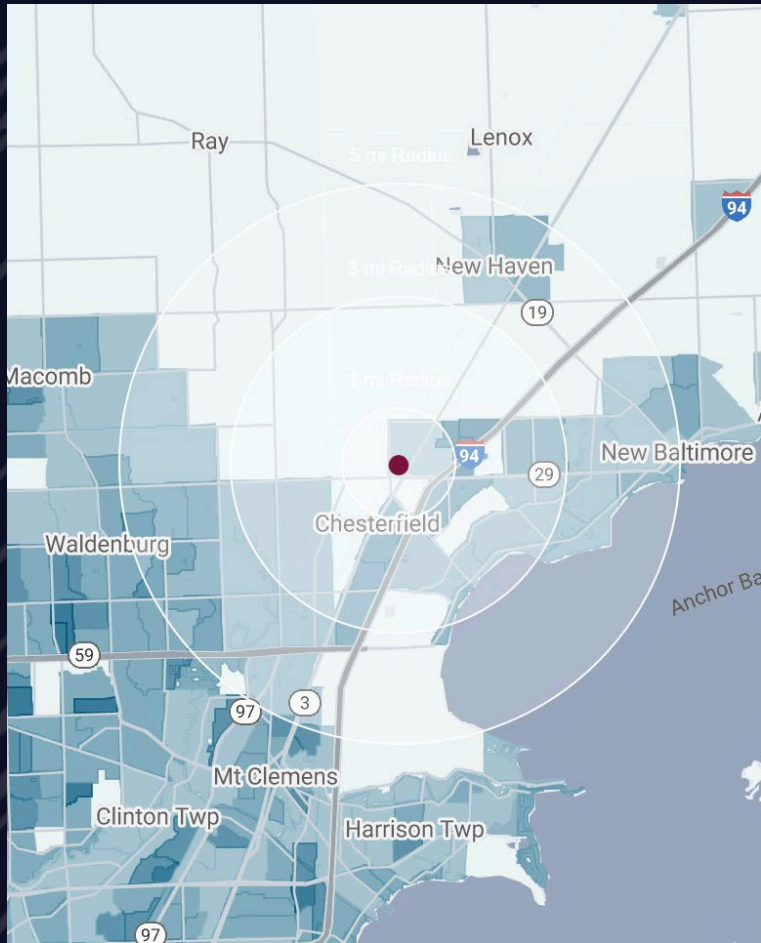 Lenox
Ray
5 mi Radius
94
New Haven
3 mi Radius
19
Macomb
1 mi Radius
94
New Baltimore
29
Chesterfield
Waldenburg
Anchor Ba
59
3
97
Mt Clemens
Clinton Twp
Harrison Twp
97